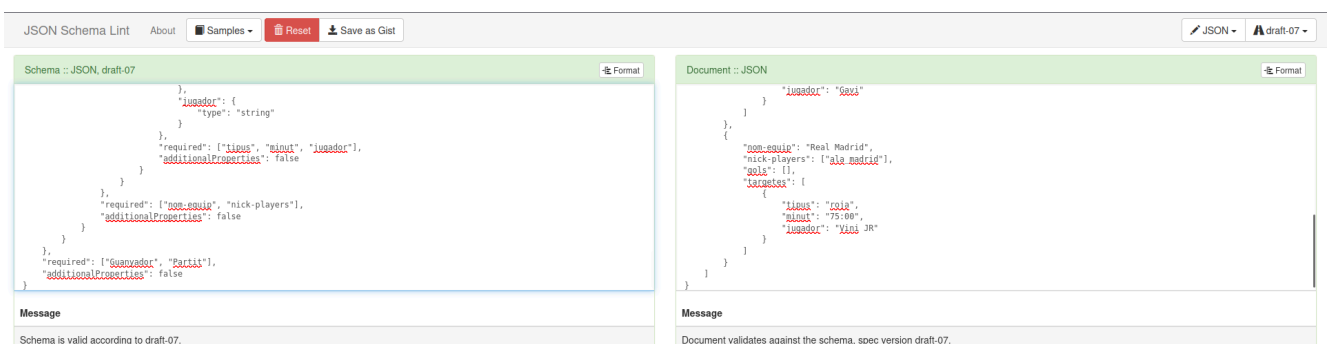 JSON Schema Lint About Samples Reset Save as Gist JSON draft-07
Schema :: JSON, draft-07 Format
},
"jugador": {
"type": "string"
}
},
"required": ["tipus", "minut", "jugador"],
"additionalProperties": false
}
}
},
"required": ["nom-equip", "nick-players"],
"additionalProperties": false
}
}
},
"required": ["Guanyador", "Partit"],
"additionalProperties": false
}
Message
Schema is valid according to draft-07.
Document :: JSON Format
"jugador": "Gavi"
}
]
},
{
"nom-equip": "Real Madrid",
"nick-players": ["ala madrid"],
"gols": [],
"targetes": [
{
"tipus": "roja",
"minut": "75:00",
"jugador": "Vini JR"
}
]
}
]
}
Message
Document validates against the schema, spec version draft-07.